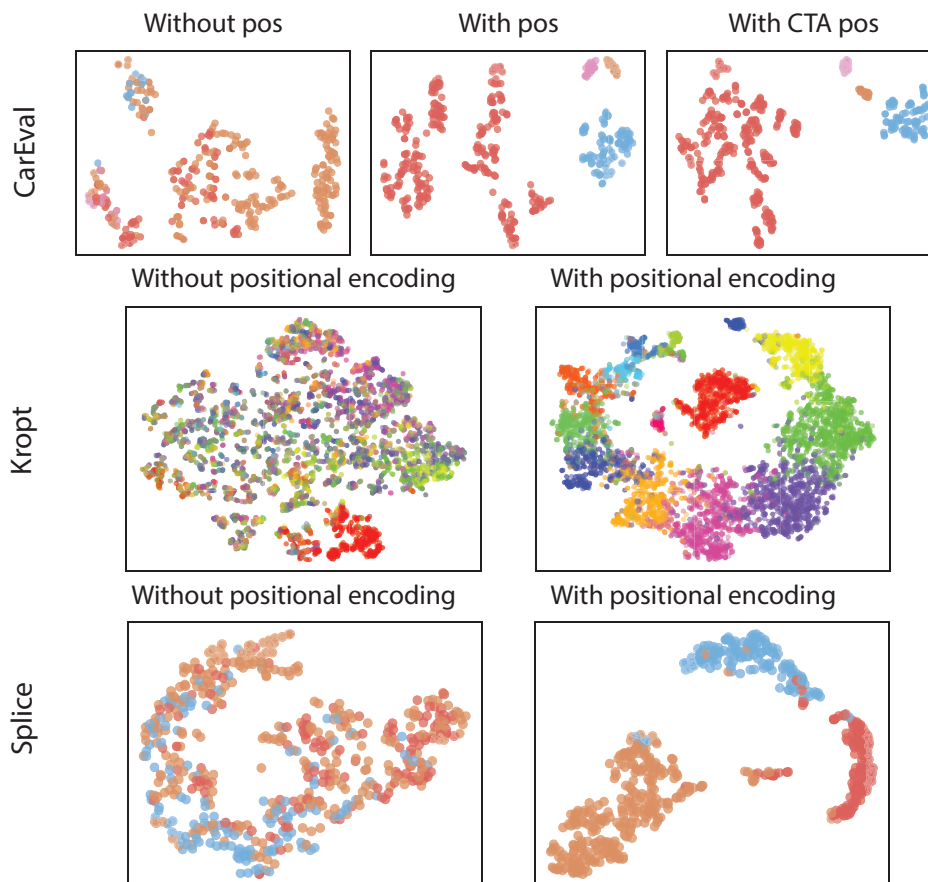 Without pos
With pos
With CTA pos
CarEval
Without positional encoding
With positional encoding
Kropt
Without positional encoding
With positional encoding
Splice